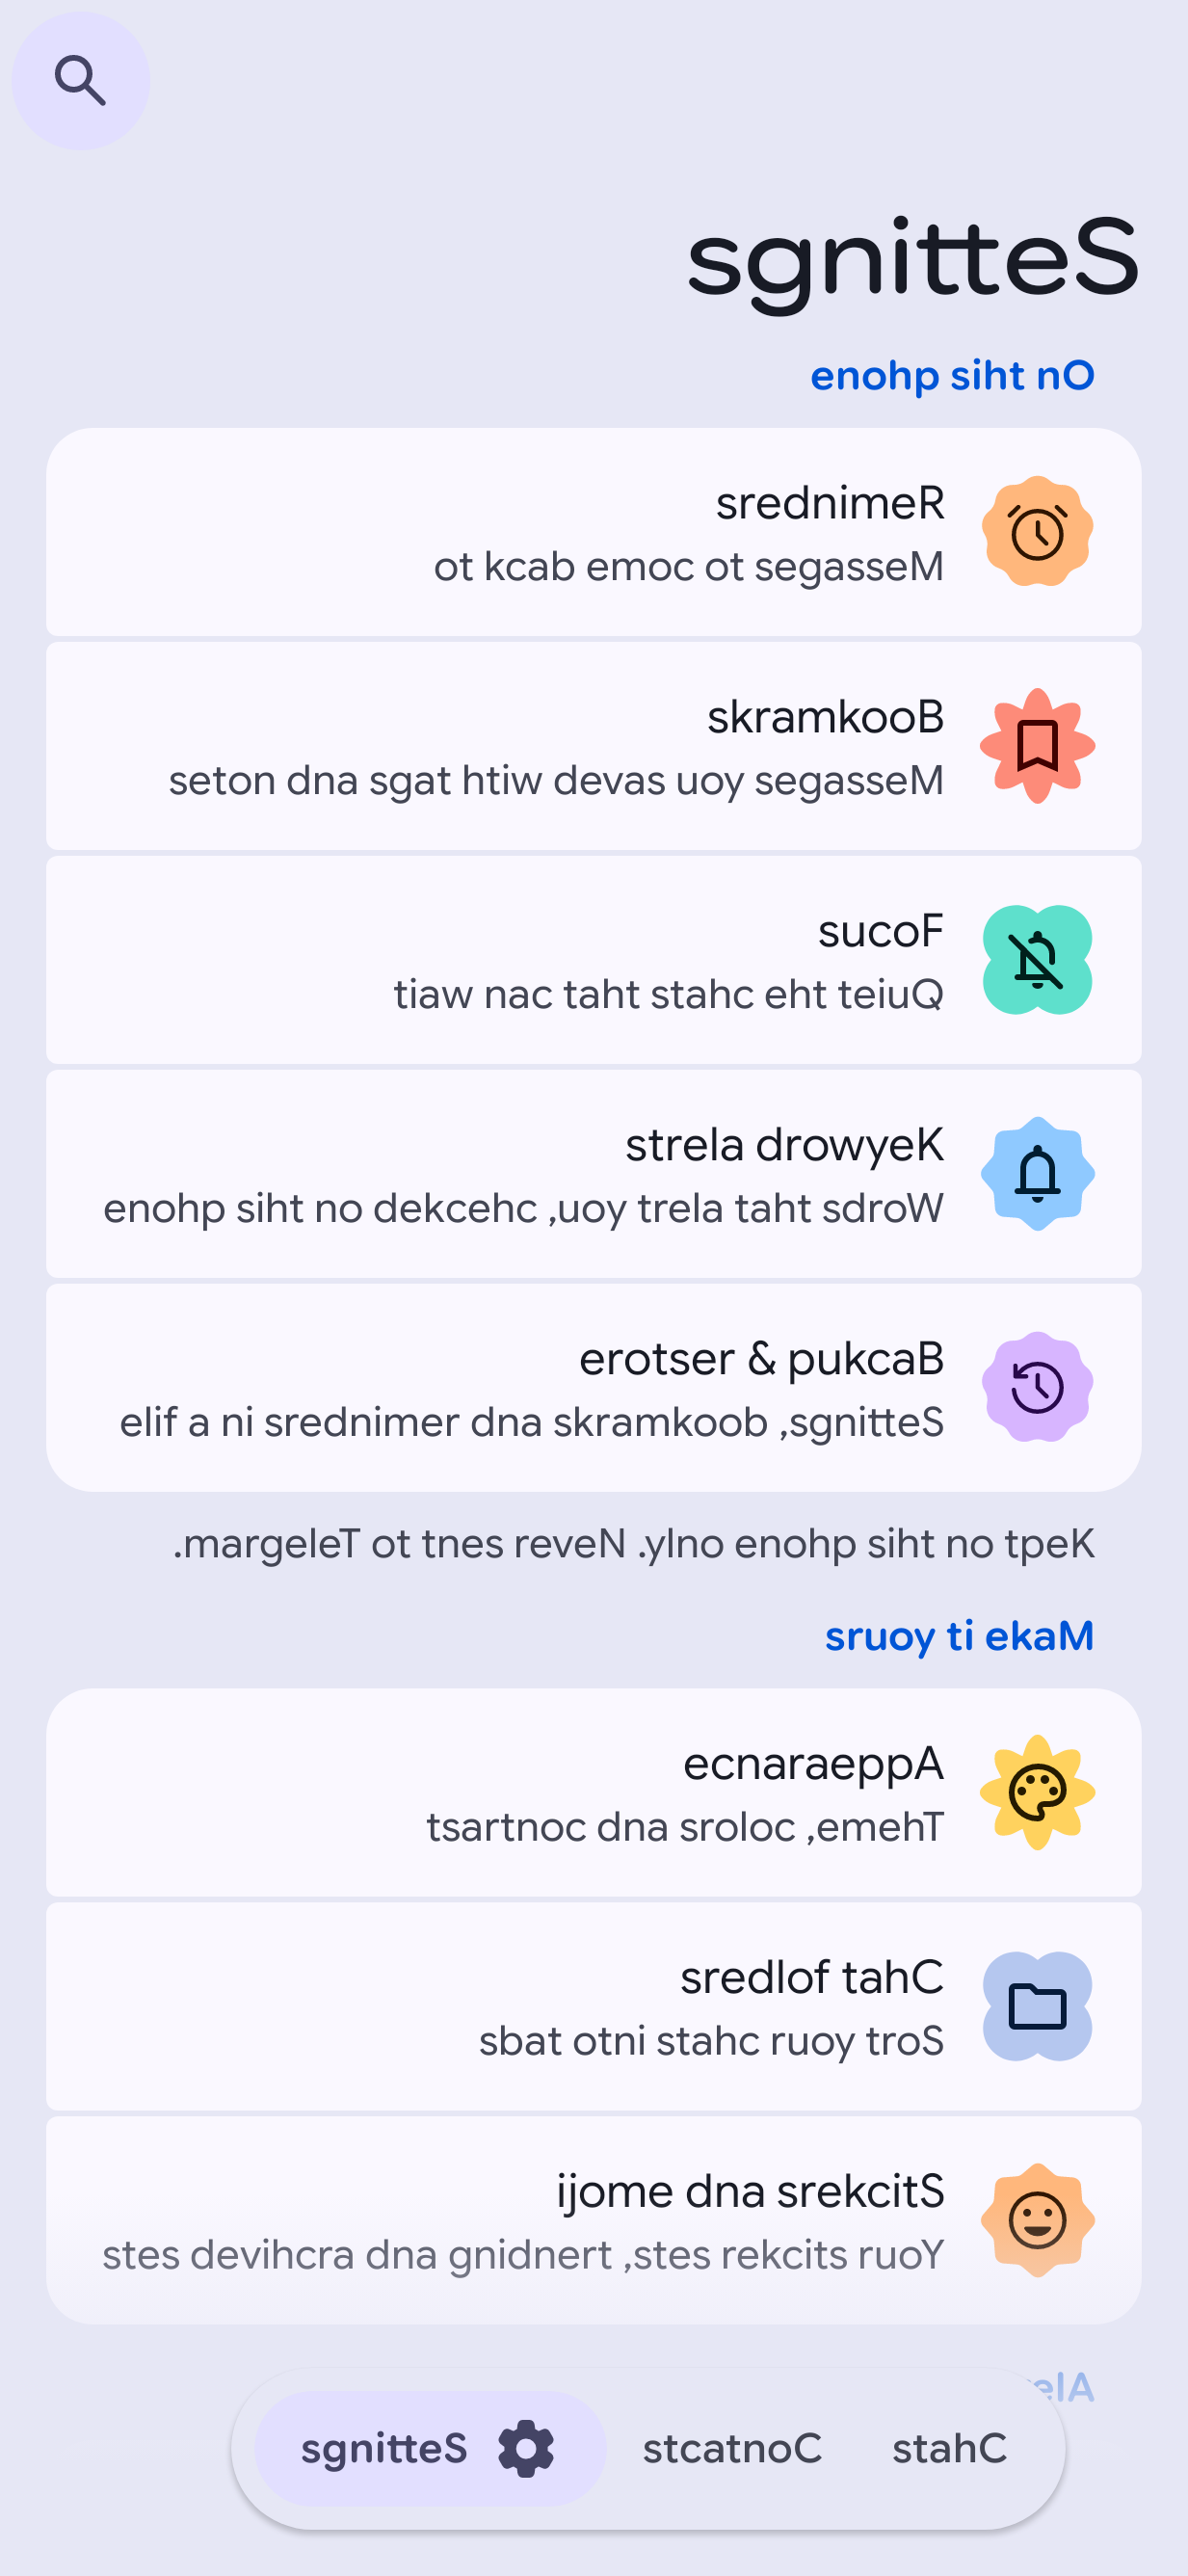 sgnitteS
enohp siht nO
srednimeR
ot kcab emoc ot segasseM
skramkooB
seton dna sgat htiw devas uoy segasseM
sucoF
tiaw nac taht stahc eht teiuQ
strela drowyeK
enohp siht no dekcehc ,uoy trela taht sdroW
erotser & pukcaB
elif a ni srednimer dna skramkoob ,sgnitteS
.margeleT ot tnes reveN .ylno enohp siht no tpeK
sruoy ti ekaM
ecnaraeppA
tsartnoc dna sroloc ,emehT
sredlof tahC
sbat otni stahc ruoy troS
ijome dna srekcitS
stes devihcra dna gnidnert ,stes rekcits ruoY
sgnitteS stcatnoC stahC